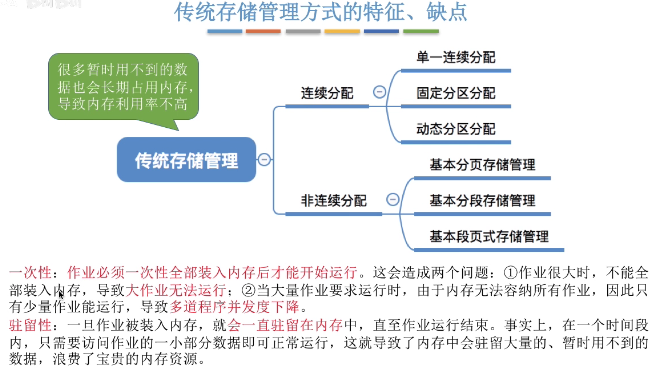 传统存储管理方式的特征、缺点
很多暂时用不到的数
据也会长期占用内存，
导致内存利用率不高
传统存储管理
连续分配
单一连续分配
固定分区分配
动态分区分配
非连续分配
基本分页存储管理
基本分段存储管理
基本段页式存储管理
一次性：作业必须一次性全部装入内存后才能开始运行。这会造成两个问题：①作业很大时，不能全
部装入内存，导致大作业无法运行；②当大量作业要求运行时，由于内存无法容纳所有作业，因此只
有少量作业能运行，导致多道程序并发度下降。
驻留性：一旦作业被装入内存，就会一直驻留在内存中，直至作业运行结束。事实上，在一个时间段
内，只需要访问作业的一小部分数据即可正常运行，这就导致了内存中会驻留大量的、暂时用不到的
数据，浪费了宝贵的内存资源。